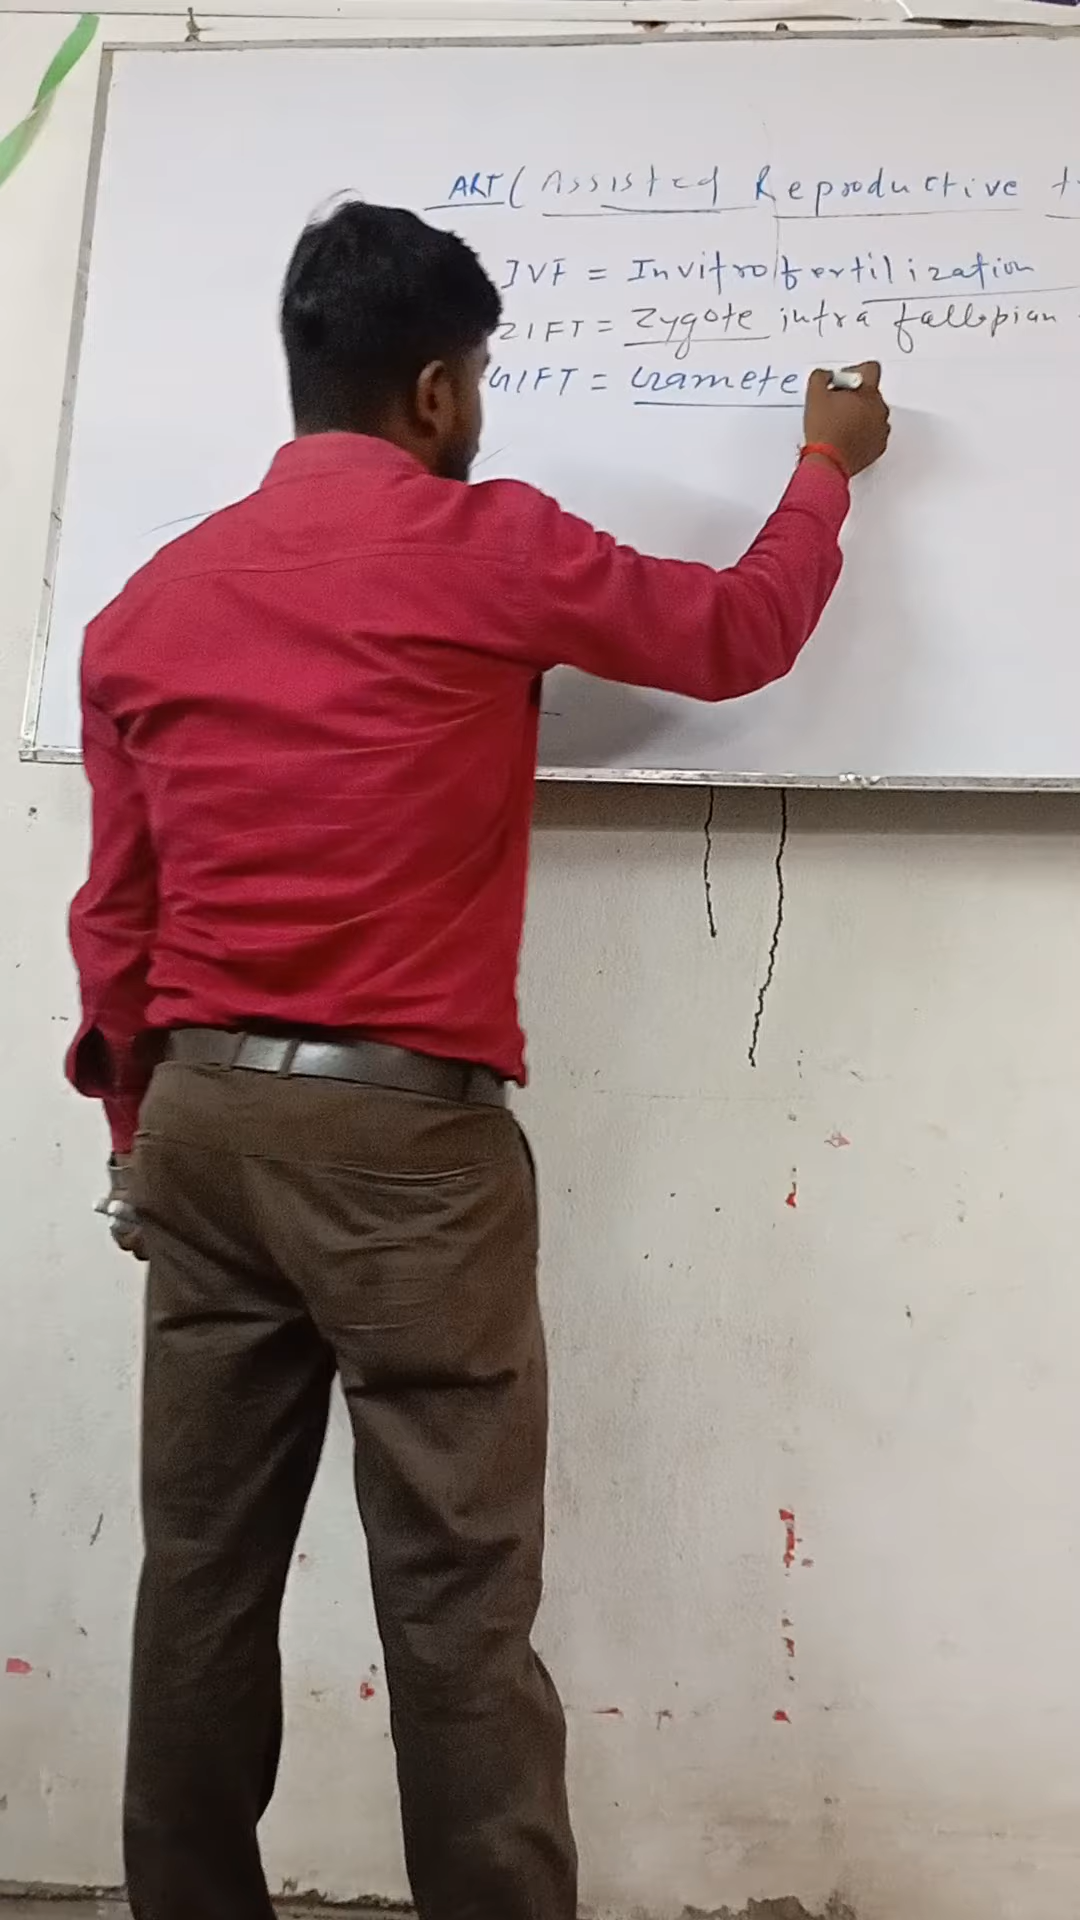 ART (Assisted Reproductive
IVF = Invitro fertilization
ZIFT = Zygote intra fallopian
GIFT = Gamete